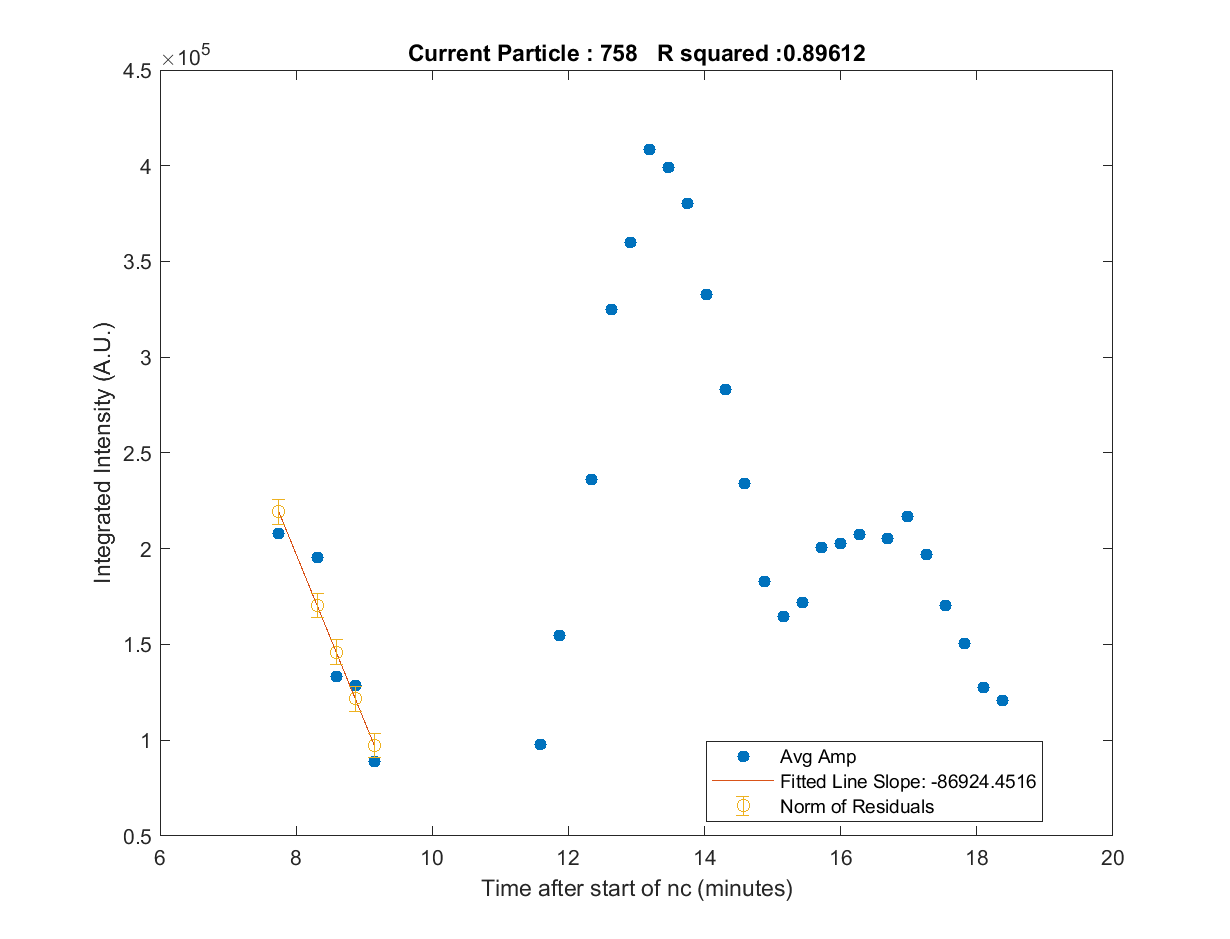 Current Particle : 758 R squared :0.89612
×10^5
4.5
4
3.5
3
2.5
2
1.5
1
0.5
6 8 10 12 14 16 18 20
Integrated Intensity (A.U.)
Time after start of nc (minutes)
Avg Amp
Fitted Line Slope: -86924.4516
Norm of Residuals